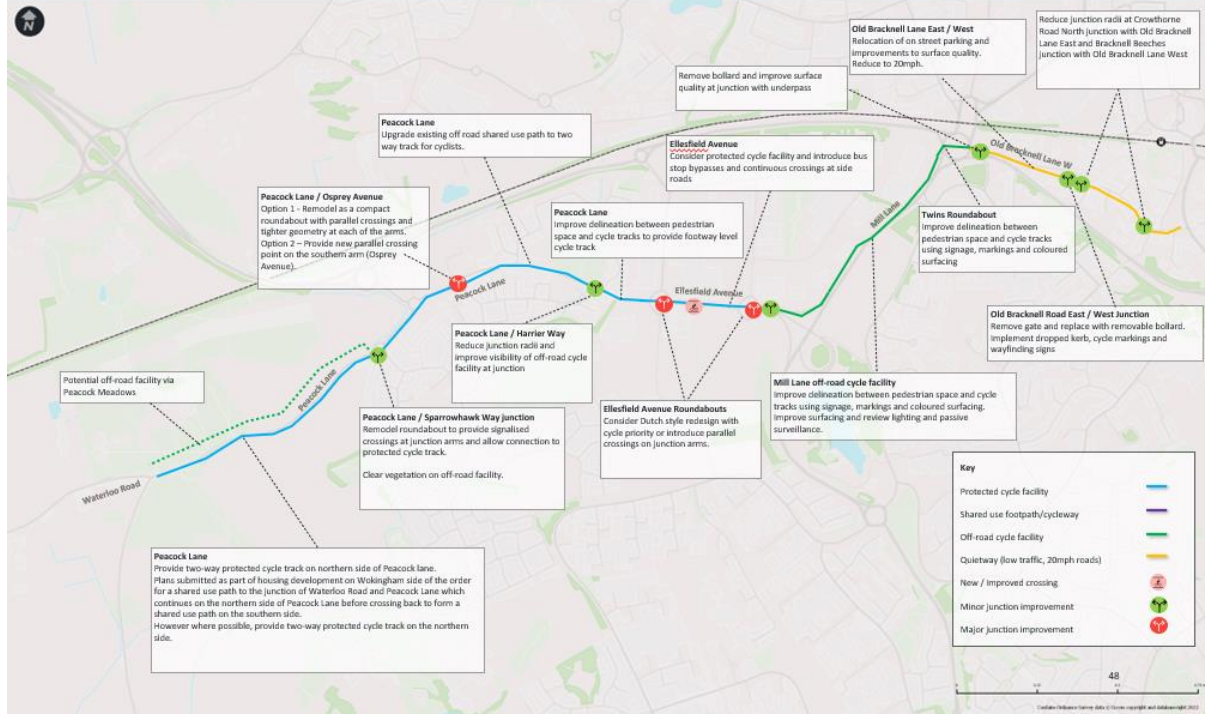 N
Old Bracknell Lane East / West
Relocation of on street parking and
improvements to surface quality.
Reduce to 20mph.
Reduce junction radii at Crowthorne
Road North junction with Old Bracknell
Lane East and Bracknell Beeches
junction with Old Bracknell Lane West
Remove bollard and improve surface
quality at junction with underpass
Peacock Lane
Upgrade existing off road shared use path to two
way track for cyclists.
Ellesfield Avenue
Consider protected cycle facility and introduce bus
stop bypasses and continuous crossings at side
roads
Old Bracknell Lane W
Peacock Lane / Osprey Avenue
Option 1 - Remodel as a compact
roundabout with parallel crossings and
tighter geometry at each of the arms.
Option 2 – Provide new parallel crossing
point on the southern arm (Osprey
Avenue).
Peacock Lane
Improve delineation between pedestrian
space and cycle tracks to provide footway level
cycle track
Mill Lane
Twins Roundabout
Improve delineation between
pedestrian space and cycle tracks
using signage, markings and coloured
surfacing
Peacock Lane
Ellesfield Avenue
Peacock Lane / Harrier Way
Reduce junction radii and
improve visibility of off-road cycle
facility at junction
Old Bracknell Road East / West Junction
Remove gate and replace with removable bollard.
Implement dropped kerb, cycle markings and
wayfinding signs
Potential off-road facility via
Peacock Meadows
Peacock Lane
Peacock Lane / Sparrowhawk Way junction
Remodel roundabout to provide signalised
crossings at junction arms and allow connection to
protected cycle track.
Clear vegetation on off-road facility.
Ellesfield Avenue Roundabouts
Consider Dutch style redesign with
cycle priority or introduce parallel
crossings on junction arms.
Mill Lane off-road cycle facility
Improve delineation between pedestrian space and cycle
tracks using signage, markings and coloured surfacing.
Improve surfacing and review lighting and passive
surveillance.
Waterloo Road
Peacock Lane
Provide two-way protected cycle track on northern side of Peacock lane.
Plans submitted as part of housing development on Wokingham side of the order
for a shared use path to the junction of Waterloo Road and Peacock Lane which
continues on the northern side of Peacock Lane before crossing back to form a
shared use path on the southern side.
However where possible, provide two-way protected cycle track on the northern
side.
Key
Protected cycle facility
Shared use footpath/cycleway
Off-road cycle facility
Quietway (low traffic, 20mph roads)
New / Improved crossing
Minor junction improvement
Major junction improvement
48
Contains Ordnance Survey data © Crown copyright and database right